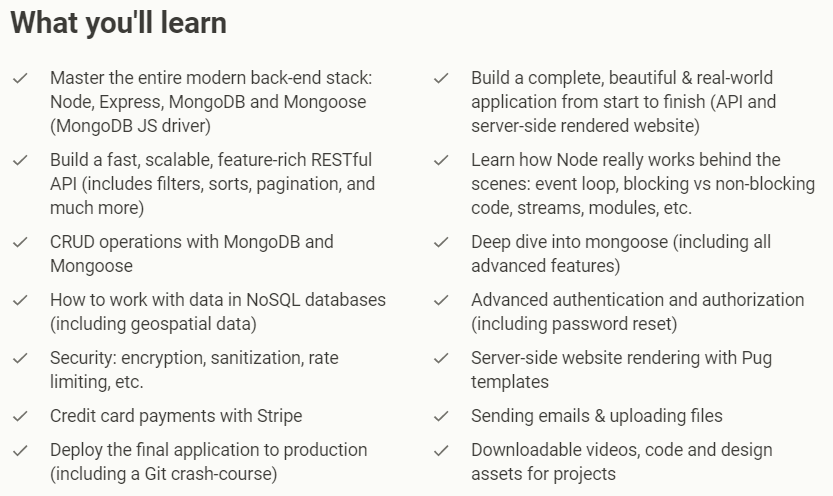 What you'll learn
Master the entire modern back-end stack:
Node, Express, MongoDB and Mongoose
(MongoDB JS driver)
Build a fast, scalable, feature-rich RESTful
API (includes filters, sorts, pagination, and
much more)
CRUD operations with MongoDB and
Mongoose
How to work with data in NoSQL databases
(including geospatial data)
Security: encryption, sanitization, rate
limiting, etc.
Credit card payments with Stripe
Deploy the final application to production
(including a Git crash-course)
Build a complete, beautiful & real-world
application from start to finish (API and
server-side rendered website)
Learn how Node really works behind the
scenes: event loop, blocking vs non-blocking
code, streams, modules, etc.
Deep dive into mongoose (including all
advanced features)
Advanced authentication and authorization
(including password reset)
Server-side website rendering with Pug
templates
Sending emails & uploading files
Downloadable videos, code and design
assets for projects